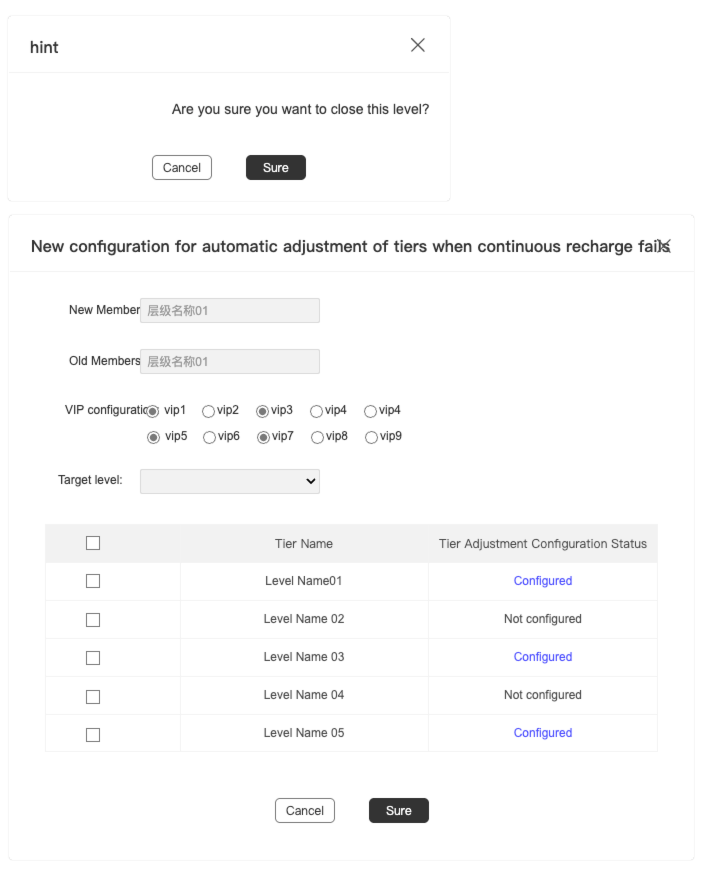 hint
Are you sure you want to close this level?
Cancel Sure
New configuration for automatic adjustment of tiers when continuous recharge fails
New Member 层级名称01
Old Members 层级名称01
VIP configuratio vip1 vip2 vip3 vip4 vip4
vip5 vip6 vip7 vip8 vip9
Target level:
Tier Name Tier Adjustment Configuration Status
Level Name01 Configured
Level Name 02 Not configured
Level Name 03 Configured
Level Name 04 Not configured
Level Name 05 Configured
Cancel Sure